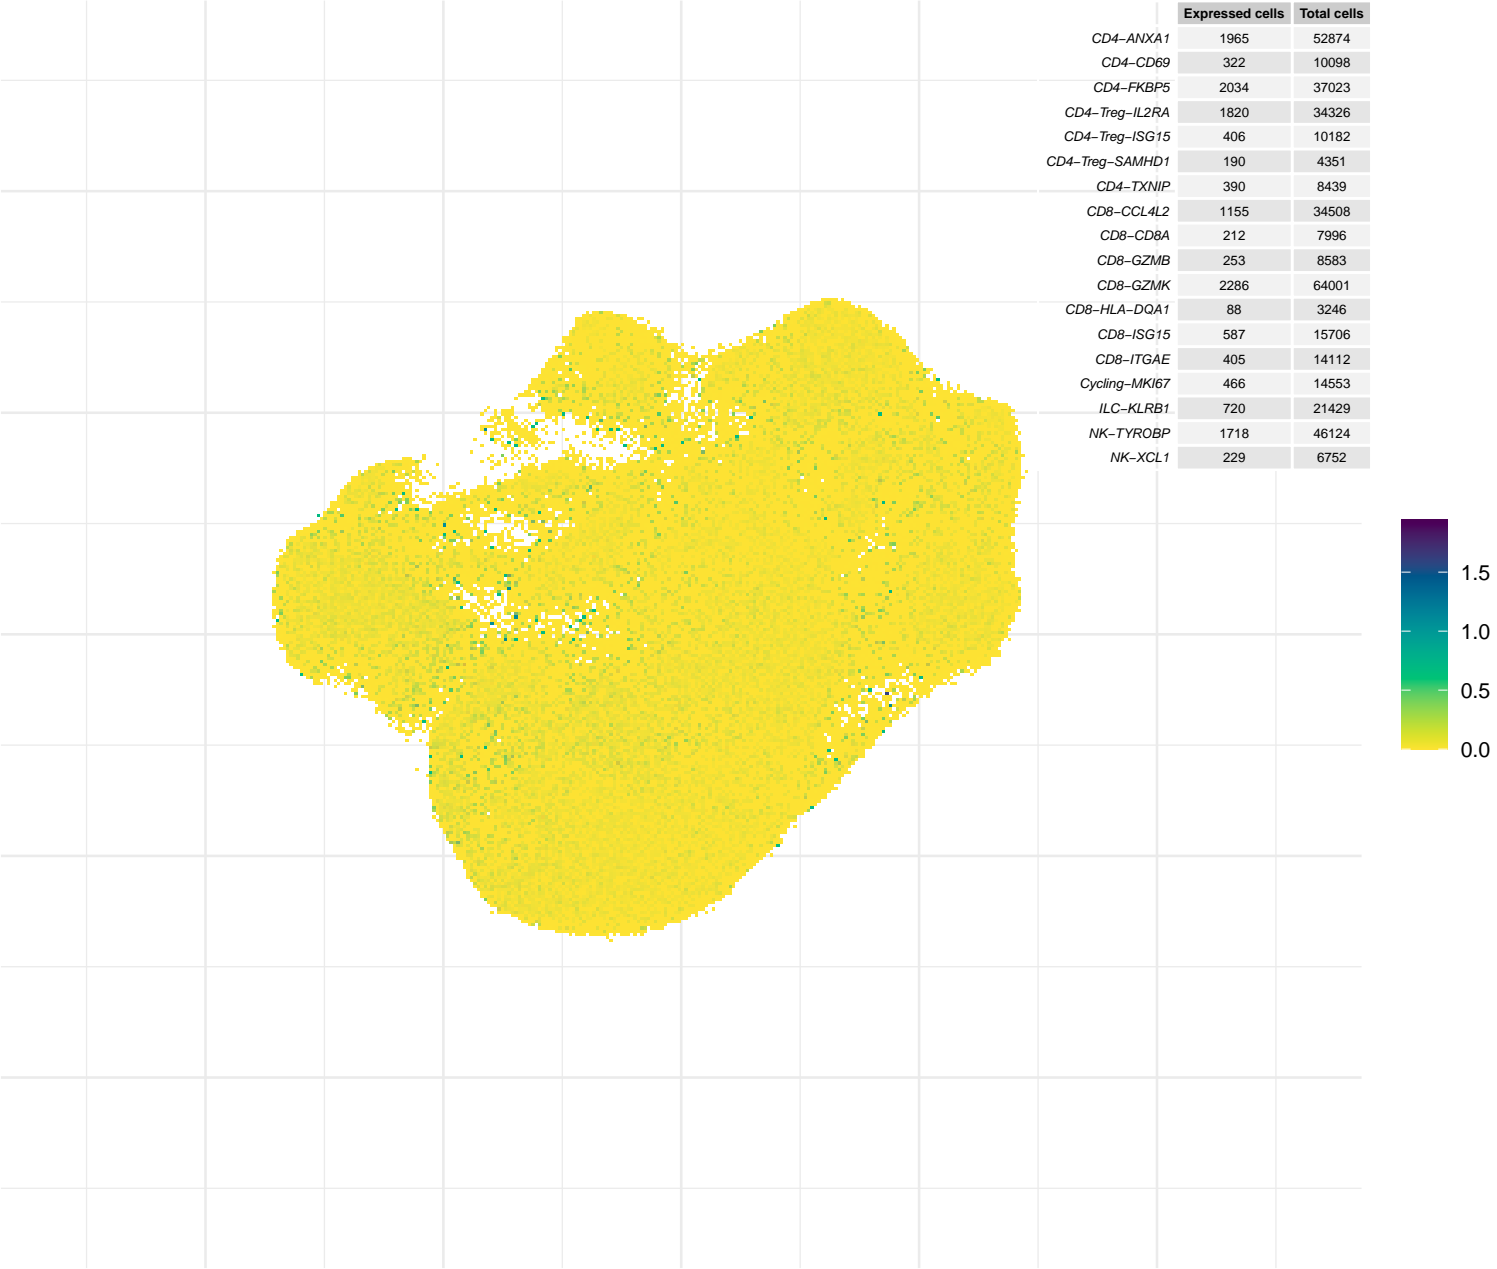 Expressed cells Total cells
CD4−ANXA1 1965 52874
CD4−CD69 322 10098
CD4−FKBP5 2034 37023
CD4−Treg−IL2RA 1820 34326
CD4−Treg−ISG15 406 10182
CD4−Treg−SAMHD1 190 4351
CD4−TXNIP 390 8439
CD8−CCL4L2 1155 34508
CD8−CD8A 212 7996
CD8−GZMB 253 8583
CD8−GZMK 2286 64001
CD8−HLA−DQA1 88 3246
CD8−ISG15 587 15706
CD8−ITGAE 405 14112
Cycling−MKI67 466 14553
ILC−KLRB1 720 21429
NK−TYROBP 1718 46124
NK−XCL1 229 6752
1.5
1.0
0.5
0.0